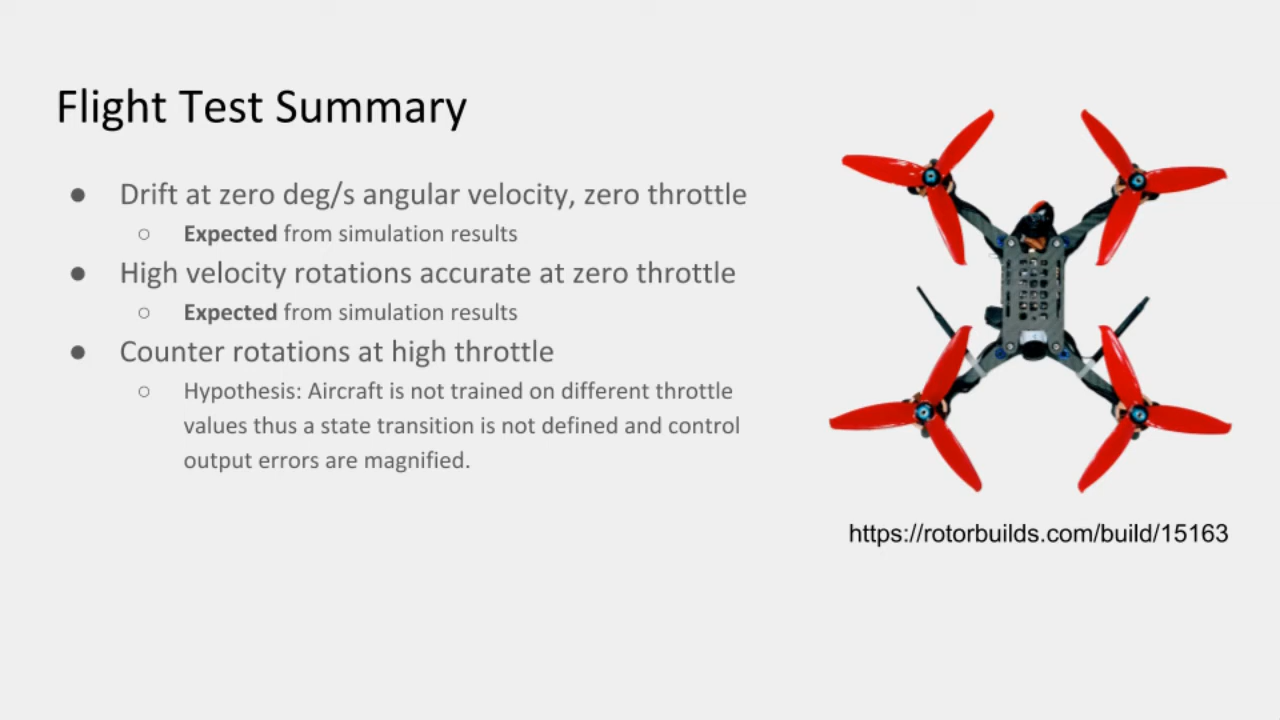 Flight Test Summary
● Drift at zero deg/s angular velocity, zero throttle
○ Expected from simulation results
● High velocity rotations accurate at zero throttle
○ Expected from simulation results
● Counter rotations at high throttle
○ Hypothesis: Aircraft is not trained on different throttle
values thus a state transition is not defined and control
output errors are magnified.
https://rotorbuilds.com/build/15163